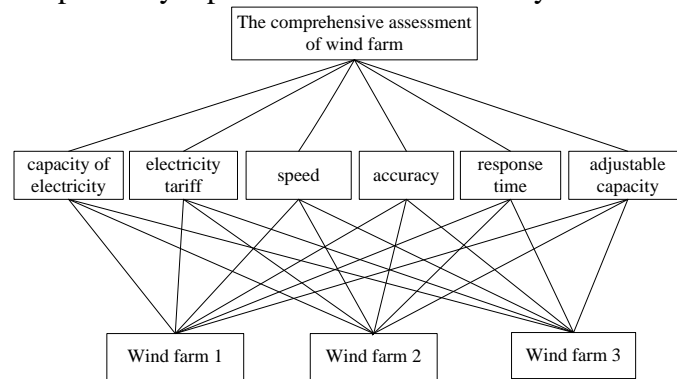 The comprehensive assessment
of wind farm
capacity of
electricity
electricity
tariff
speed
accuracy
response
time
adjustable
capacity
Wind farm 1
Wind farm 2
Wind farm 3